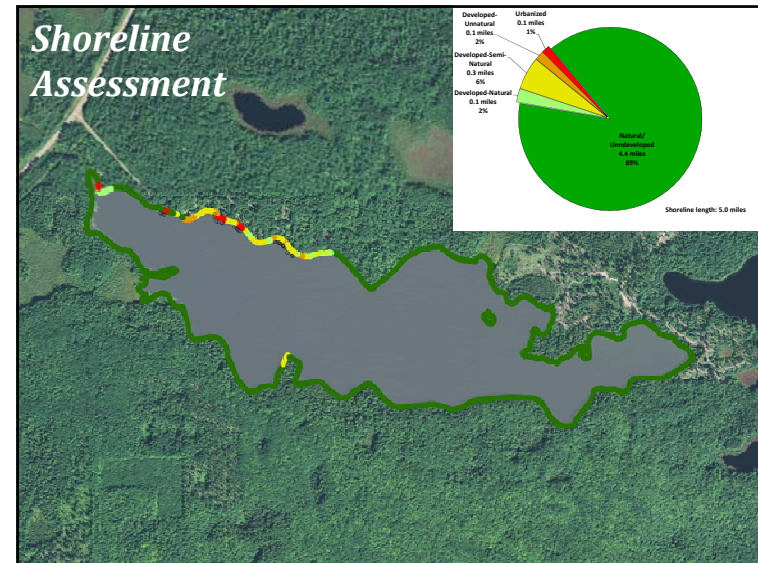 Shoreline
Assessment
Developed-
Unnatural
0.1 miles
2%
Urbanized
0.1 miles
1%
Developed-Semi-
Natural
0.3 miles
6%
Developed-Natural
0.1 miles
2%
Natural/
Unndeveloped
4.4 miles
89%
Shoreline length: 5.0 miles